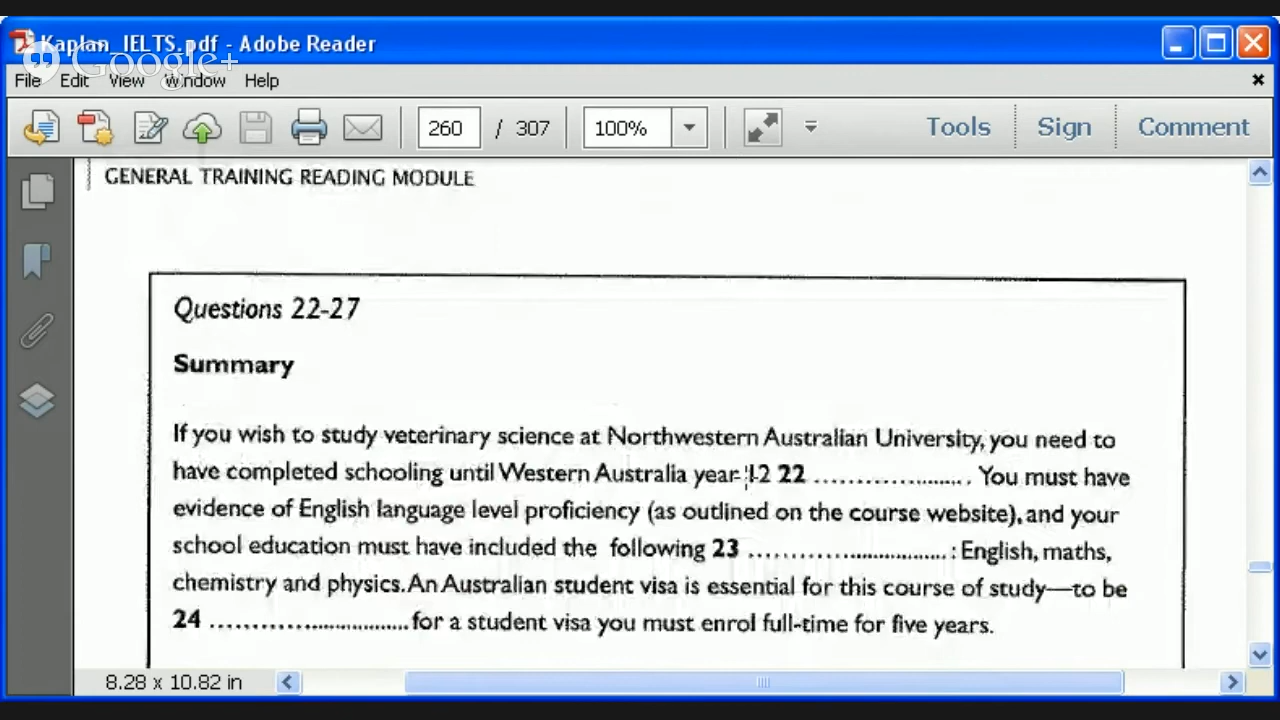 Kaplan_IELTS.pdf - Adobe Reader
Google+
File Edit View Window Help
260 / 307 100% Tools Sign Comment
GENERAL TRAINING READING MODULE
Questions 22-27
Summary
If you wish to study veterinary science at Northwestern Australian University, you need to
have completed schooling until Western Australia year 12 22 ........................ You must have
evidence of English language level proficiency (as outlined on the course website), and your
school education must have included the following 23 ............................ : English, maths,
chemistry and physics. An Australian student visa is essential for this course of study—to be
24 ............................ for a student visa you must enrol full-time for five years.
8.28 x 10.82 in